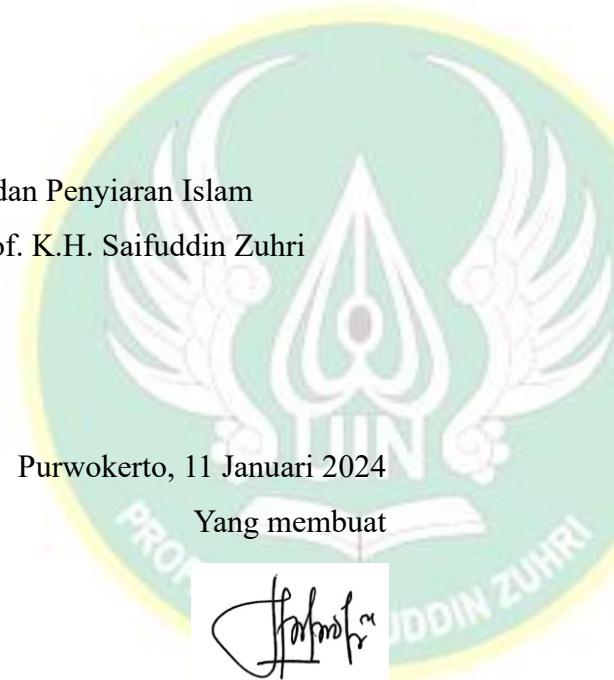 dan Penyiaran Islam
of. K.H. Saifuddin Zuhri
UIN
Purwokerto, 11 Januari 2024
Yang membuat
UDDIN ZUHRI